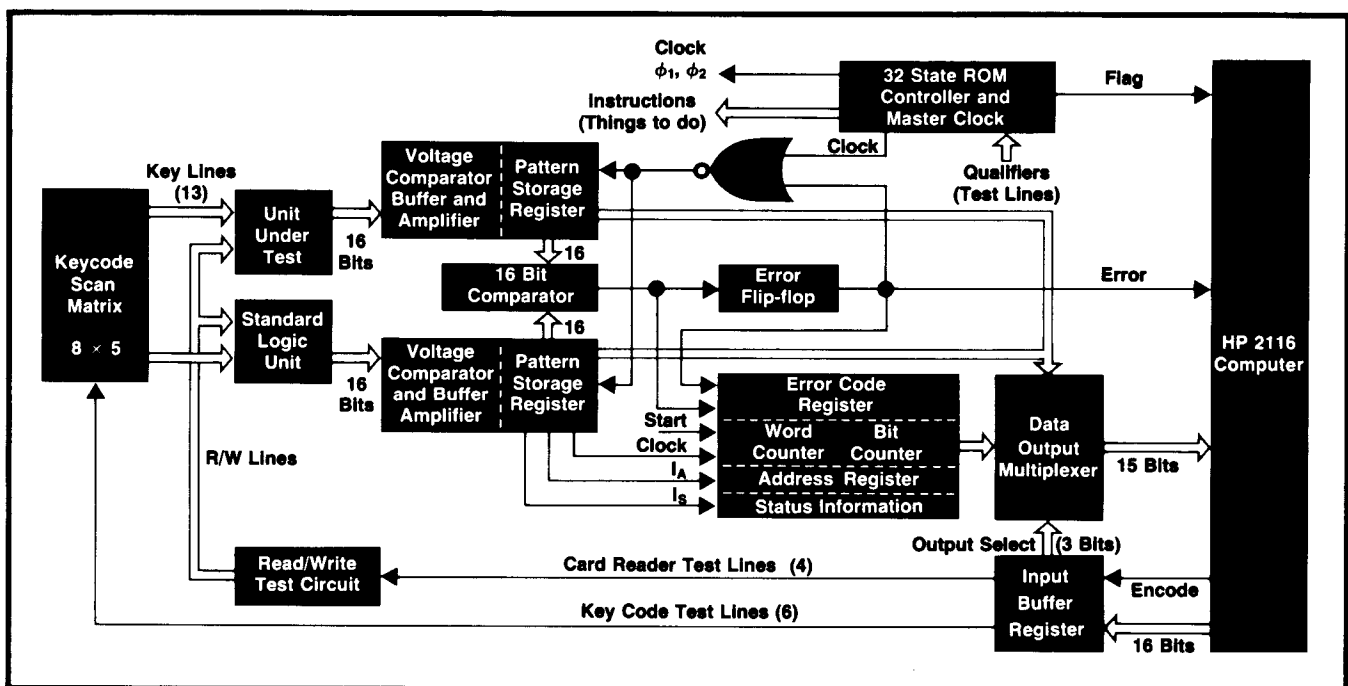 Clock
ϕ1, ϕ2
Instructions
(Things to do)
32 State ROM
Controller and
Master Clock
Flag
Clock
Qualifiers
(Test Lines)
Key Lines
(13)
Voltage
Comparator
Buffer and
Amplifier
Pattern
Storage
Register
Unit
Under
Test
16
Bits
16
Keycode
Scan
Matrix
8 × 5
16 Bit
Comparator
Error
Flip-flop
Error
HP 2116
Computer
16
Standard
Logic
Unit
16
Bits
Voltage
Comparator
and Buffer
Amplifier
Pattern
Storage
Register
Start
Clock
IA
IS
Error Code
Register
Word
Counter
Bit
Counter
Address Register
Status Information
Data
Output
Multiplexer
15 Bits
R/W Lines
Output Select
(3 Bits)
Read/Write
Test Circuit
Card Reader Test Lines (4)
Key Code Test Lines (6)
Input
Buffer
Register
Encode
16 Bits